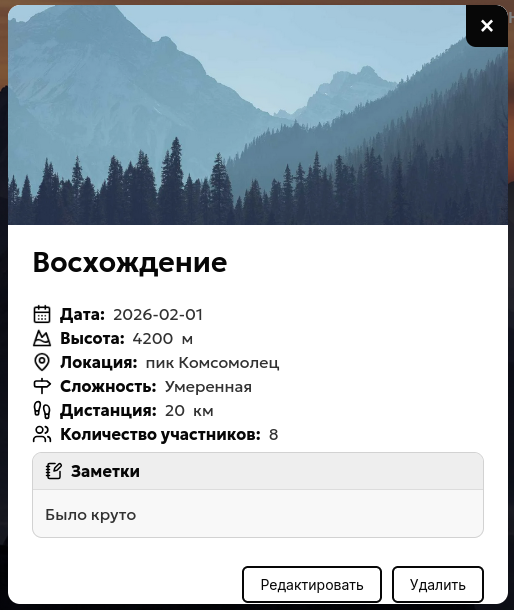 Восхождение
Дата: 2026-02-01
Высота: 4200 м
Локация: пик Комсомолец
Сложность: Умеренная
Дистанция: 20 км
Количество участников: 8
Заметки
Было круто
Редактировать Удалить